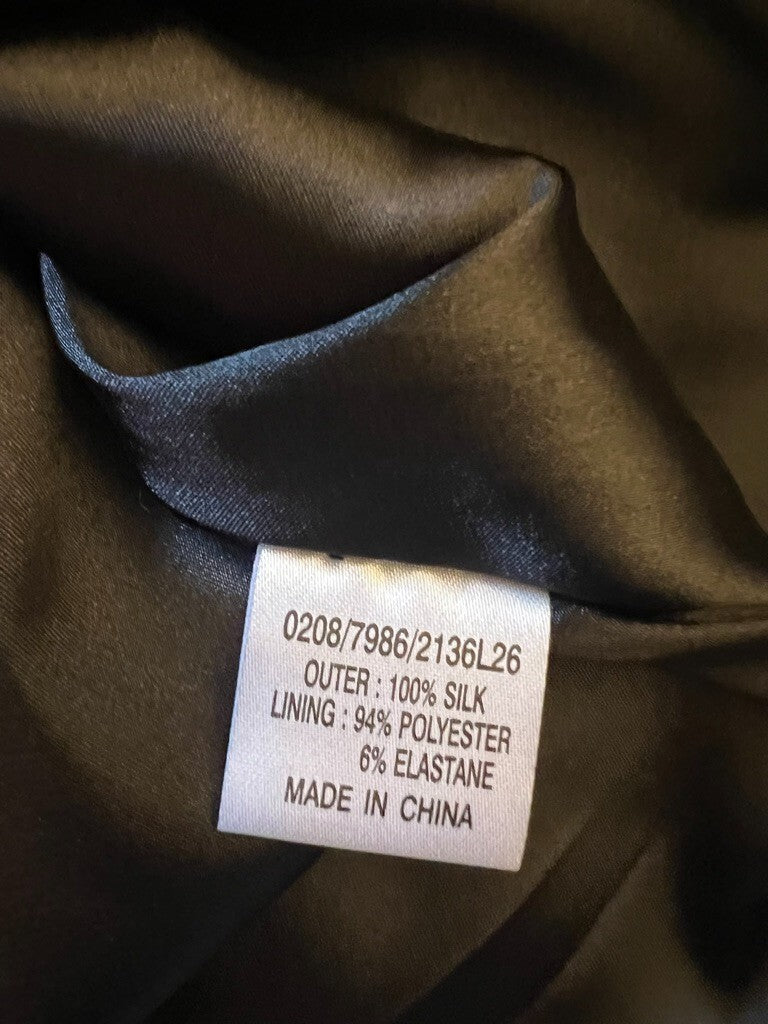 0208/7986/2136L26
OUTER : 100% SILK
LINING : 94% POLYESTER
6% ELASTANE
MADE IN CHINA